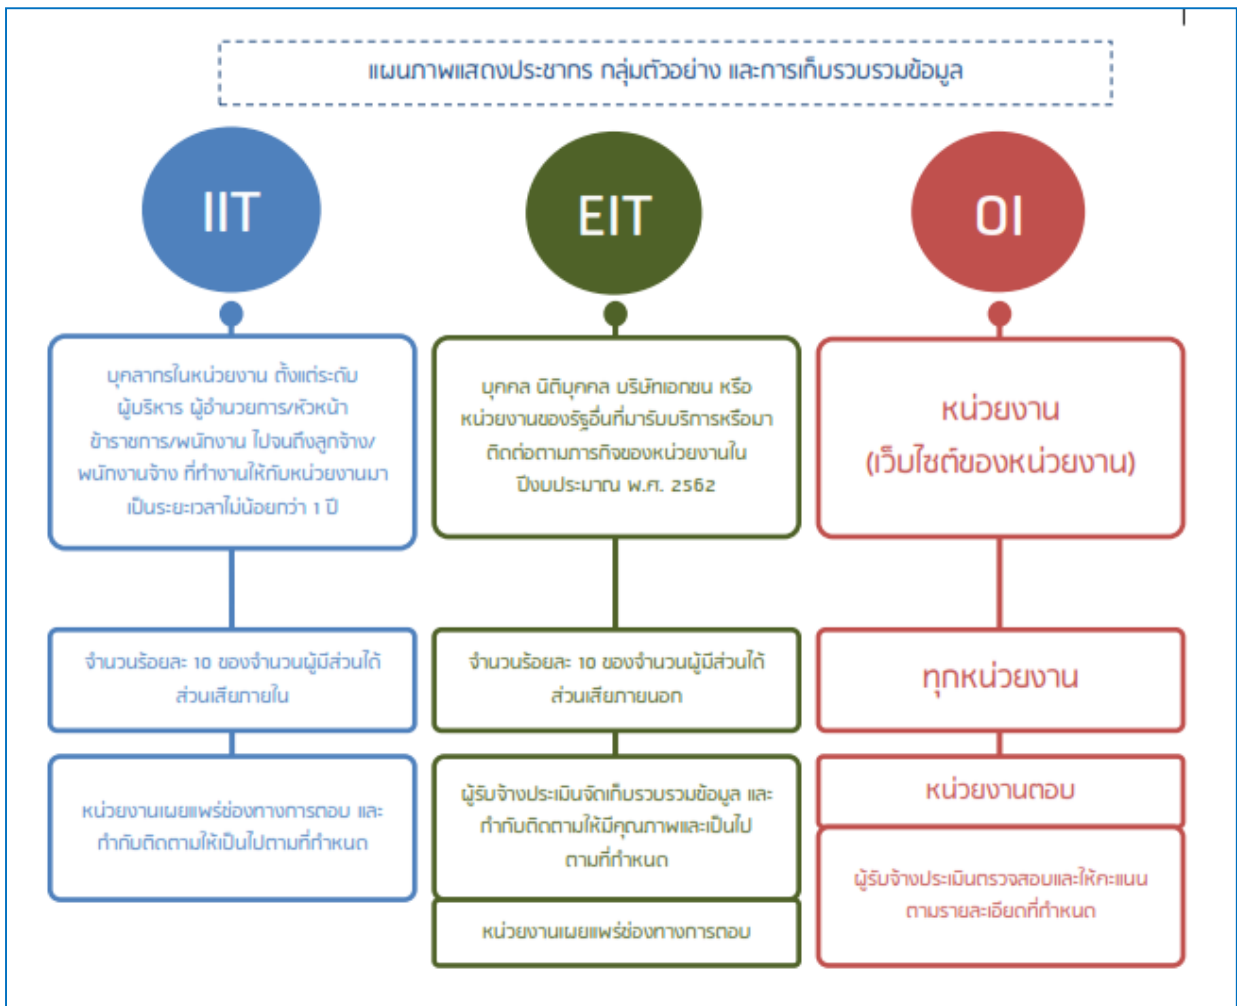 แผนภาพแสดงประชากร กลุ่มตัวอย่าง และการเก็บรวบรวมข้อมูล
IIT
บุคลากรในหน่วยงาน ตั้งแต่ระดับ
ผู้บริหาร ผู้อำนวยการ/หัวหน้า
ข้าราชการ/พนักงาน ไปจนถึงลูกจ้าง/
พนักงานจ้าง ที่ทำงานให้กับหน่วยงานมา
เป็นระยะเวลาไม่น้อยกว่า 1 ปี
จำนวนร้อยละ 10 ของจำนวนผู้มีส่วนได้
ส่วนเสียภายใน
หน่วยงานเผยแพร่ช่องทางการตอบ และ
กำกับติดตามให้เป็นไปตามที่กำหนด
EIT
บุคคล นิติบุคคล บริษัทเอกชน หรือ
หน่วยงานของรัฐอื่นที่มารับบริการหรือมา
ติดต่อตามภารกิจของหน่วยงานใน
ปีงบประมาณ พ.ศ. 2562
จำนวนร้อยละ 10 ของจำนวนผู้มีส่วนได้
ส่วนเสียภายนอก
ผู้รับจ้างประเมินจัดเก็บรวบรวมข้อมูล และ
กำกับติดตามให้มีคุณภาพและเป็นไป
ตามที่กำหนด
หน่วยงานเผยแพร่ช่องทางการตอบ
OI
หน่วยงาน
(เว็บไซต์ของหน่วยงาน)
ทุกหน่วยงาน
หน่วยงานตอบ
ผู้รับจ้างประเมินตรวจสอบและให้คะแนน
ตามรายละเอียดที่กำหนด